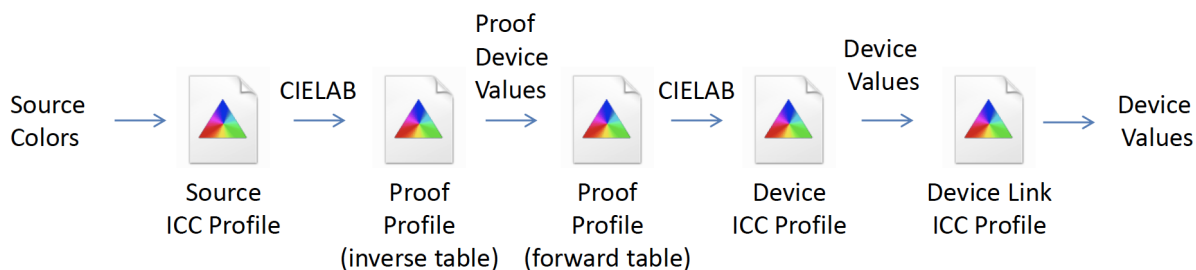 Source
Colors
CIELAB
Proof
Device
Values
CIELAB
Device
Values
Device
Values
Source
ICC Profile
Proof
Profile
(inverse table)
Proof
Profile
(forward table)
Device
ICC Profile
Device Link
ICC Profile